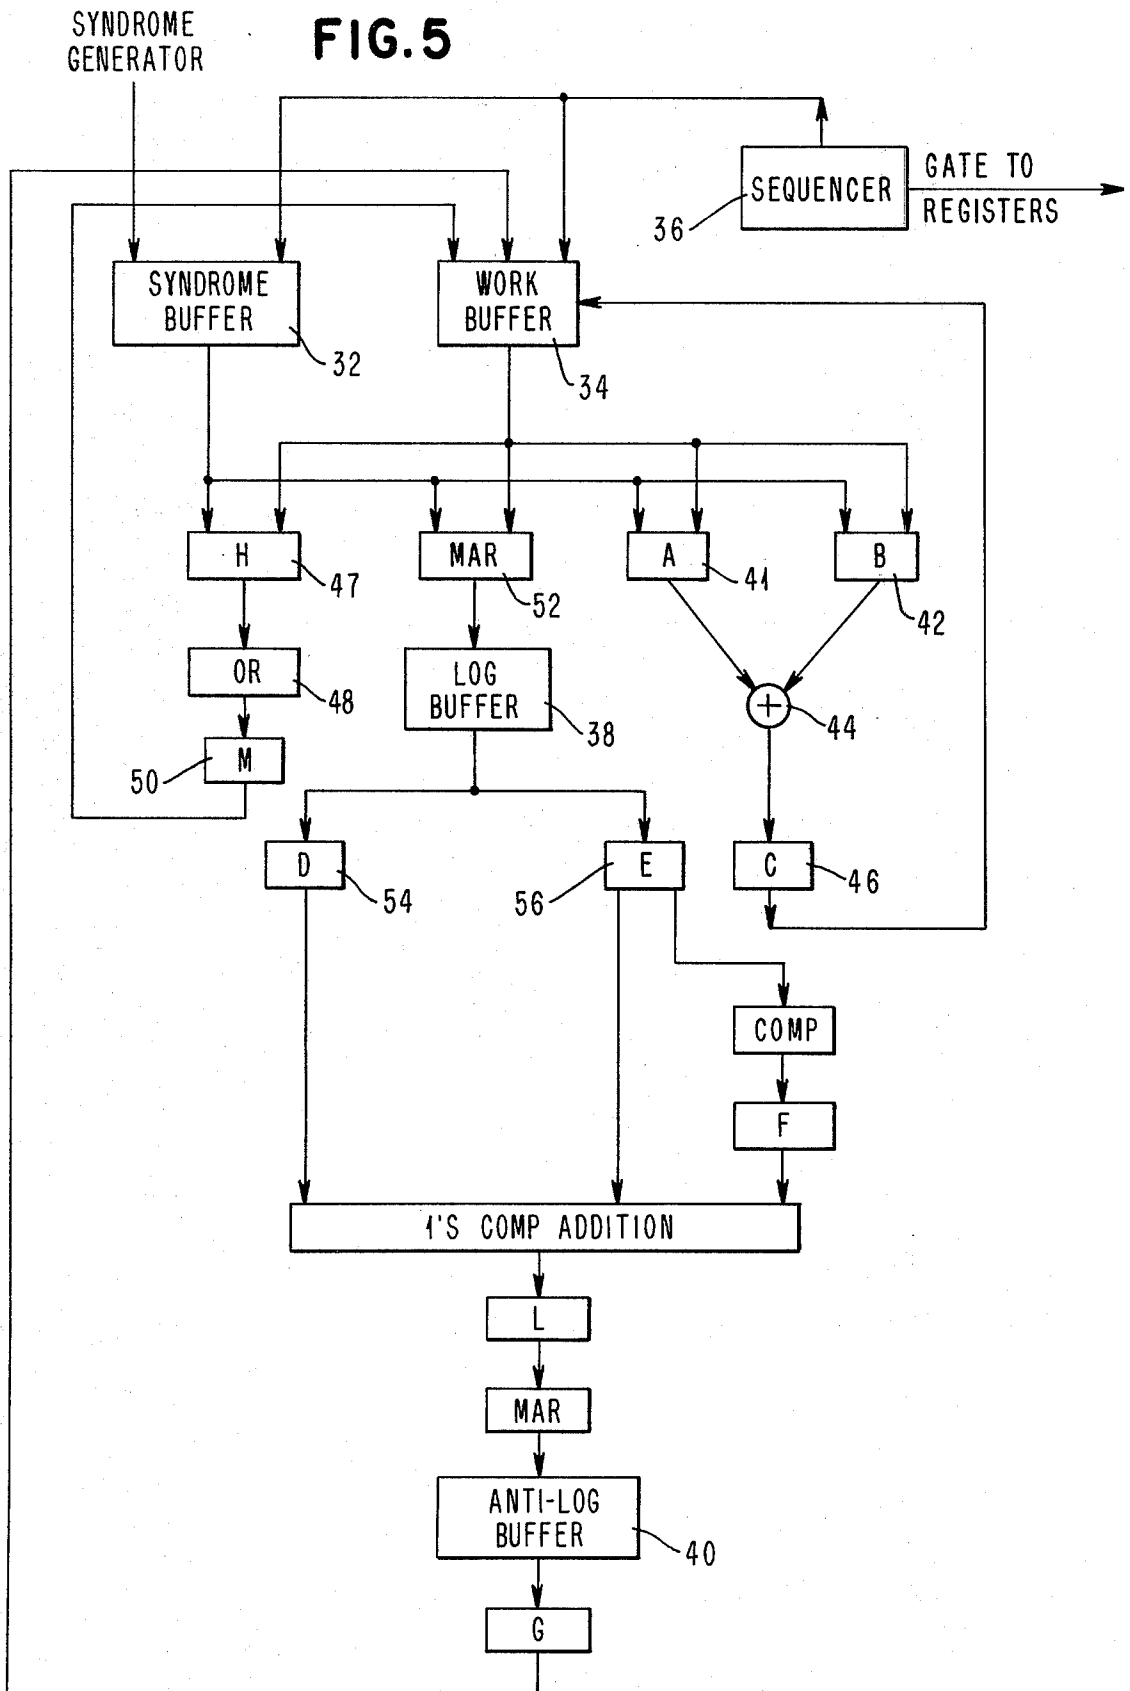 SYNDROME
GENERATOR
FIG.5
SEQUENCER
36
GATE TO
REGISTERS
SYNDROME
BUFFER
32
WORK
BUFFER
34
H
47
MAR
52
A
41
B
42
OR
48
LOG
BUFFER
38
+
44
M
50
D
54
E
56
C
46
COMP
F
1'S COMP ADDITION
L
MAR
ANTI-LOG
BUFFER
40
G